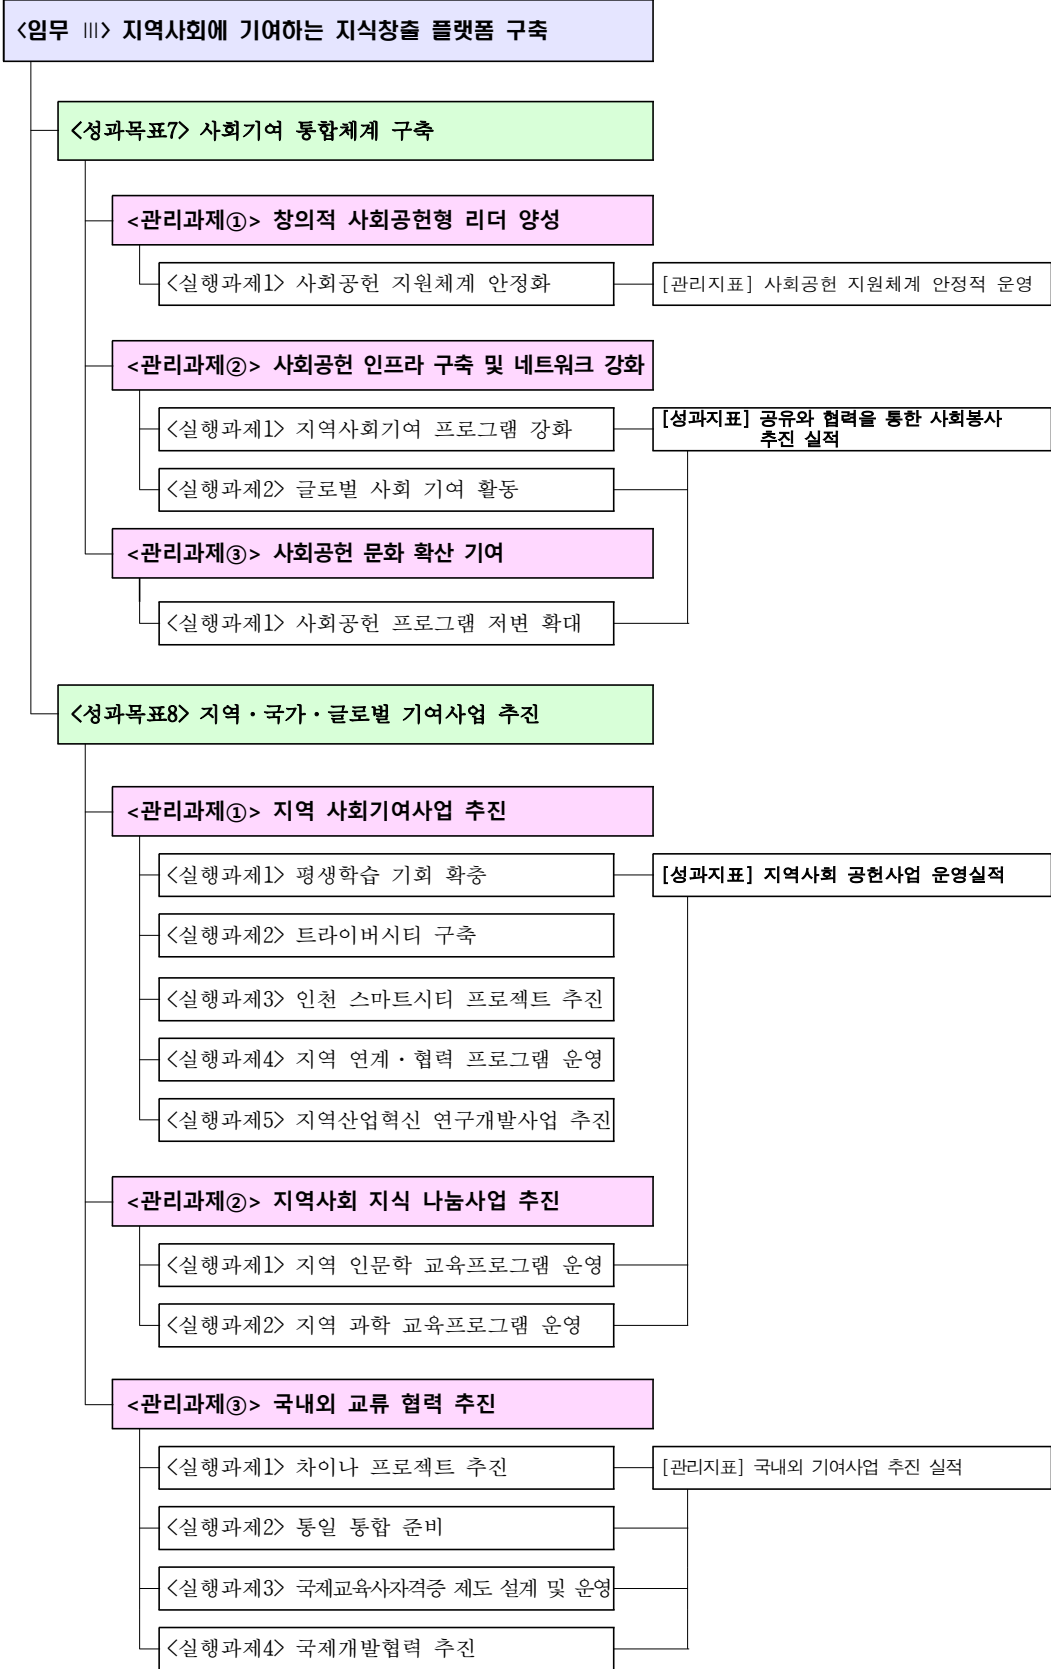 <임무 Ⅲ> 지역사회에 기여하는 지식창출 플랫폼 구축
<성과목표7> 사회기여 통합체계 구축
<관리과제①> 창의적 사회공헌형 리더 양성
<실행과제1> 사회공헌 지원체계 안정화
[관리지표] 사회공헌 지원체계 안정적 운영
<관리과제②> 사회공헌 인프라 구축 및 네트워크 강화
<실행과제1> 지역사회기여 프로그램 강화
[성과지표] 공유와 협력을 통한 사회봉사
추진 실적
<실행과제2> 글로벌 사회 기여 활동
<관리과제③> 사회공헌 문화 확산 기여
<실행과제1> 사회공헌 프로그램 저변 확대
<성과목표8> 지역·국가·글로벌 기여사업 추진
<관리과제①> 지역 사회기여사업 추진
<실행과제1> 평생학습 기회 확충
[성과지표] 지역사회 공헌사업 운영실적
<실행과제2> 트라이버시티 구축
<실행과제3> 인천 스마트시티 프로젝트 추진
<실행과제4> 지역 연계·협력 프로그램 운영
<실행과제5> 지역산업혁신 연구개발사업 추진
<관리과제②> 지역사회 지식 나눔사업 추진
<실행과제1> 지역 인문학 교육프로그램 운영
<실행과제2> 지역 과학 교육프로그램 운영
<관리과제③> 국내외 교류 협력 추진
<실행과제1> 차이나 프로젝트 추진
[관리지표] 국내외 기여사업 추진 실적
<실행과제2> 통일 통합 준비
<실행과제3> 국제교육사자격증 제도 설계 및 운영
<실행과제4> 국제개발협력 추진